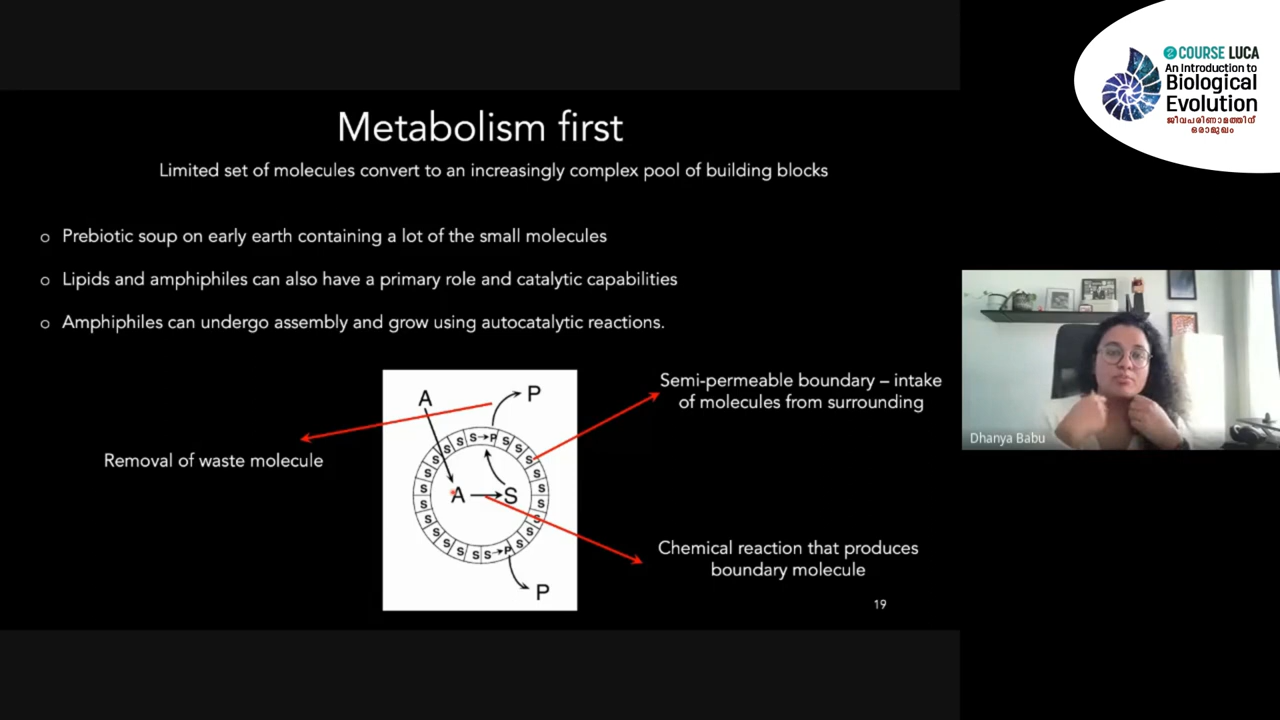 COURSE LUCA
An Introduction to
Biological
Evolution
ജീവപരിണാമത്തിന്
ഒരാമുഖം
Metabolism first
Limited set of molecules convert to an increasingly complex pool of building blocks
o Prebiotic soup on early earth containing a lot of the small molecules
o Lipids and amphiphiles can also have a primary role and catalytic capabilities
o Amphiphiles can undergo assembly and grow using autocatalytic reactions.
Removal of waste molecule
A
P
S→P
A → S
S→P
P
Semi-permeable boundary – intake
of molecules from surrounding
Chemical reaction that produces
boundary molecule
19
Dhanya Babu